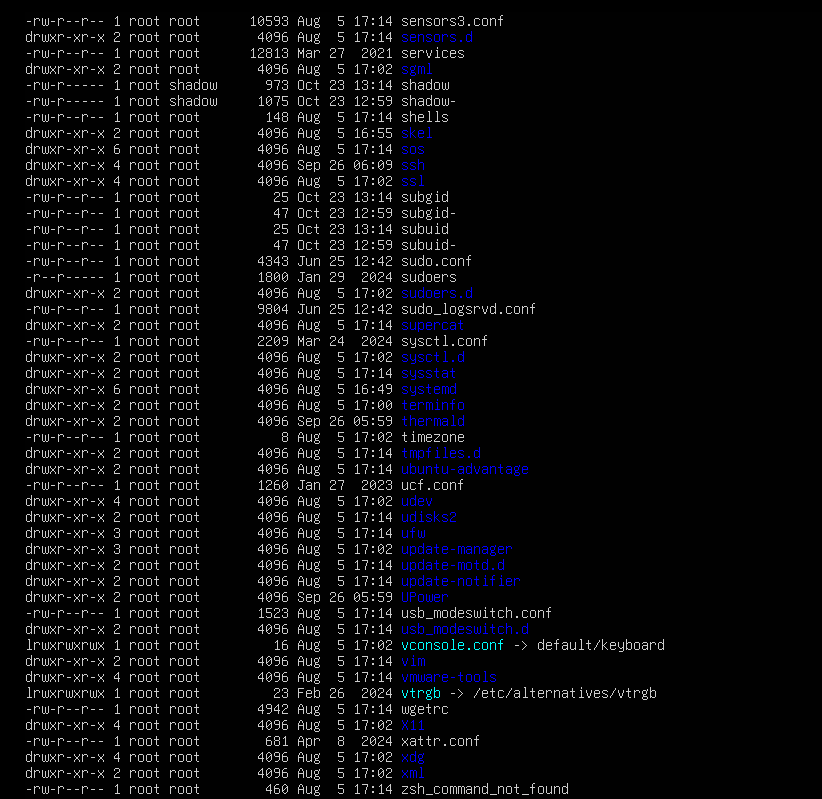 -rw-r--r-- 1 root root      10593 Aug  5 17:14 sensors3.conf
drwxr-xr-x 2 root root       4096 Aug  5 17:14 sensors.d
-rw-r--r-- 1 root root      12813 Mar 27  2021 services
drwxr-xr-x 2 root root       4096 Aug  5 17:02 sgml
-rw-r----- 1 root shadow      973 Oct 23 13:14 shadow
-rw-r----- 1 root shadow     1075 Oct 23 12:59 shadow-
-rw-r--r-- 1 root root        148 Aug  5 17:14 shells
drwxr-xr-x 2 root root       4096 Aug  5 16:55 skel
drwxr-xr-x 6 root root       4096 Aug  5 17:14 sos
drwxr-xr-x 4 root root       4096 Sep 26 06:09 ssh
drwxr-xr-x 4 root root       4096 Aug  5 17:02 ssl
-rw-r--r-- 1 root root         25 Oct 23 13:14 subgid
-rw-r--r-- 1 root root         47 Oct 23 12:59 subgid-
-rw-r--r-- 1 root root         25 Oct 23 13:14 subuid
-rw-r--r-- 1 root root         47 Oct 23 12:59 subuid-
-rw-r--r-- 1 root root       4343 Jun 25 12:42 sudo.conf
-r--r----- 1 root root       1800 Jan 29  2024 sudoers
drwxr-xr-x 2 root root       4096 Aug  5 17:02 sudoers.d
-rw-r--r-- 1 root root       9804 Jun 25 12:42 sudo_logsrvd.conf
drwxr-xr-x 2 root root       4096 Aug  5 17:14 supercat
-rw-r--r-- 1 root root       2209 Mar 24  2024 sysctl.conf
drwxr-xr-x 2 root root       4096 Aug  5 17:02 sysctl.d
drwxr-xr-x 2 root root       4096 Aug  5 17:14 sysstat
drwxr-xr-x 6 root root       4096 Aug  5 16:49 systemd
drwxr-xr-x 2 root root       4096 Aug  5 17:00 terminfo
drwxr-xr-x 2 root root       4096 Sep 26 05:59 thermald
-rw-r--r-- 1 root root          8 Aug  5 17:02 timezone
drwxr-xr-x 2 root root       4096 Aug  5 17:14 tmpfiles.d
drwxr-xr-x 2 root root       4096 Aug  5 17:14 ubuntu-advantage
-rw-r--r-- 1 root root       1260 Jan 27  2023 ucf.conf
drwxr-xr-x 4 root root       4096 Aug  5 17:02 udev
drwxr-xr-x 2 root root       4096 Aug  5 17:14 udisks2
drwxr-xr-x 3 root root       4096 Aug  5 17:14 ufw
drwxr-xr-x 3 root root       4096 Aug  5 17:02 update-manager
drwxr-xr-x 2 root root       4096 Aug  5 17:14 update-motd.d
drwxr-xr-x 2 root root       4096 Aug  5 17:14 update-notifier
drwxr-xr-x 2 root root       4096 Sep 26 05:59 UPower
-rw-r--r-- 1 root root       1523 Aug  5 17:14 usb_modeswitch.conf
drwxr-xr-x 2 root root       4096 Aug  5 17:14 usb_modeswitch.d
lrwxrwxrwx 1 root root         16 Aug  5 17:02 vconsole.conf -> default/keyboard
drwxr-xr-x 2 root root       4096 Aug  5 17:14 vim
drwxr-xr-x 4 root root       4096 Aug  5 17:14 vmware-tools
lrwxrwxrwx 1 root root         23 Feb 26  2024 vtrgb -> /etc/alternatives/vtrgb
-rw-r--r-- 1 root root       4942 Aug  5 17:14 wgetrc
drwxr-xr-x 4 root root       4096 Aug  5 17:02 X11
-rw-r--r-- 1 root root        681 Apr  8  2024 xattr.conf
drwxr-xr-x 4 root root       4096 Aug  5 17:02 xdg
drwxr-xr-x 2 root root       4096 Aug  5 17:02 xml
-rw-r--r-- 1 root root        460 Aug  5 17:14 zsh_command_not_found